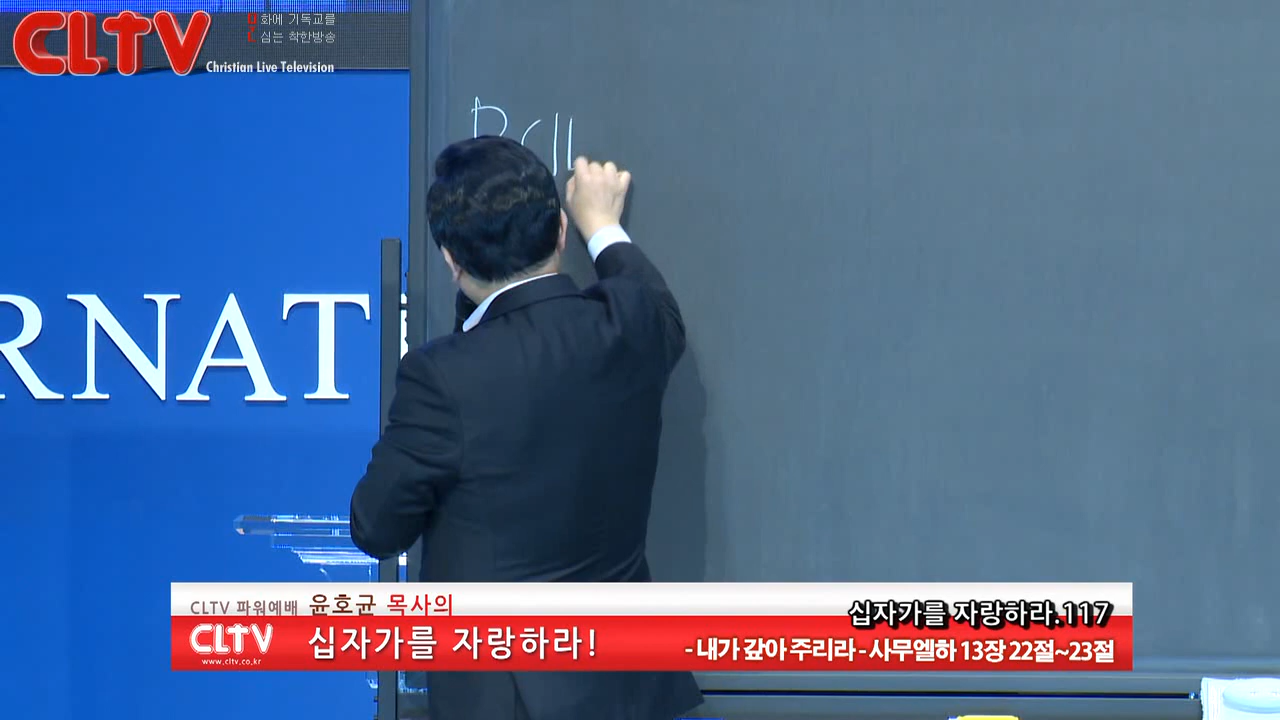 CLTV
문화에 기독교를
심는 착한방송
Christian Live Television
RNAT
CLTV 파워예배 윤호균 목사의
십자가를 자랑하라.117
CLTV
www.cltv.co.kr
십자가를 자랑하라!
- 내가 갚아 주리라 - 사무엘하 13장 22절~23절